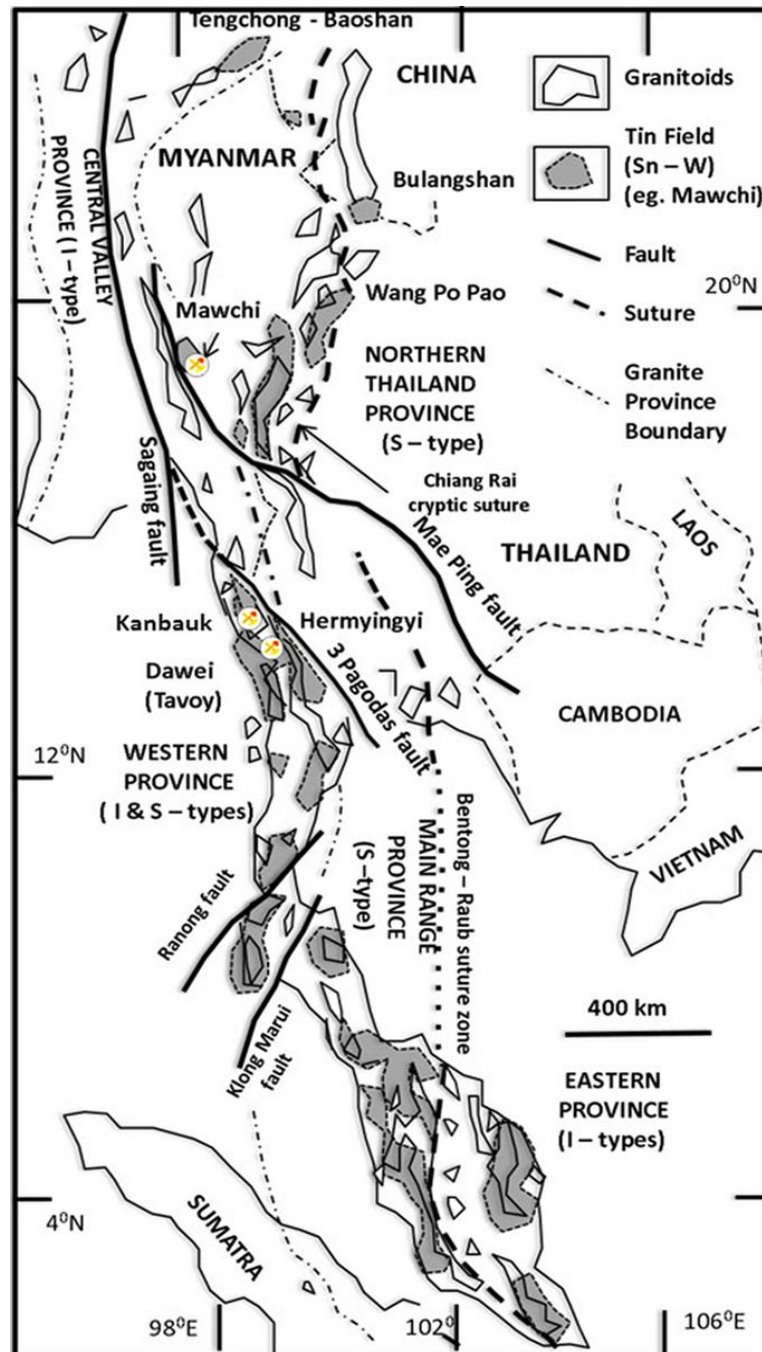 Tengchong - Baoshan
CHINA
Granitoids
Tin Field
(Sn – W)
(eg. Mawchi)
CENTRAL VALLEY
PROVINCE ( I – type)
MYANMAR
Bulangshan
Fault
20⁰N
Mawchi
Wang Po Pao
Suture
NORTHERN
THAILAND
PROVINCE
(S – type)
Granite
Province
Boundary
Sagaing fault
Chiang Rai
cryptic suture
Mae Ping fault
THAILAND
LAOS
Kanbauk
Hermyingyi
Dawei
(Tavoy)
3 Pagodas fault
CAMBODIA
12⁰N
WESTERN
PROVINCE
( I & S – types)
Bentong – Raub suture zone
MAIN RANGE
PROVINCE
(S –type)
VIETNAM
Ranong fault
400 km
Klong Marui
fault
EASTERN
PROVINCE
(I – types)
4⁰N
SUMATRA
98⁰E
102⁰
106⁰E